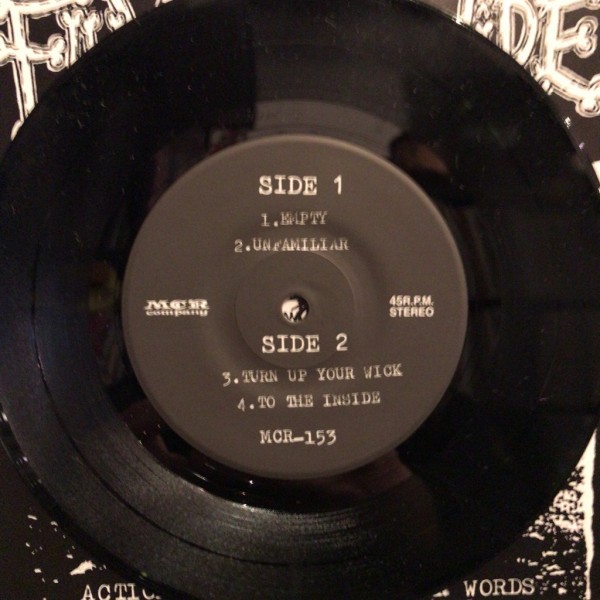 SIDE 1
1.EMPTY
2.UNFAMILIAR
MCR
company
45R.P.M.
STEREO
SIDE 2
3.TURN UP YOUR WICK
4.TO THE INSIDE
MCR-153
WORDS